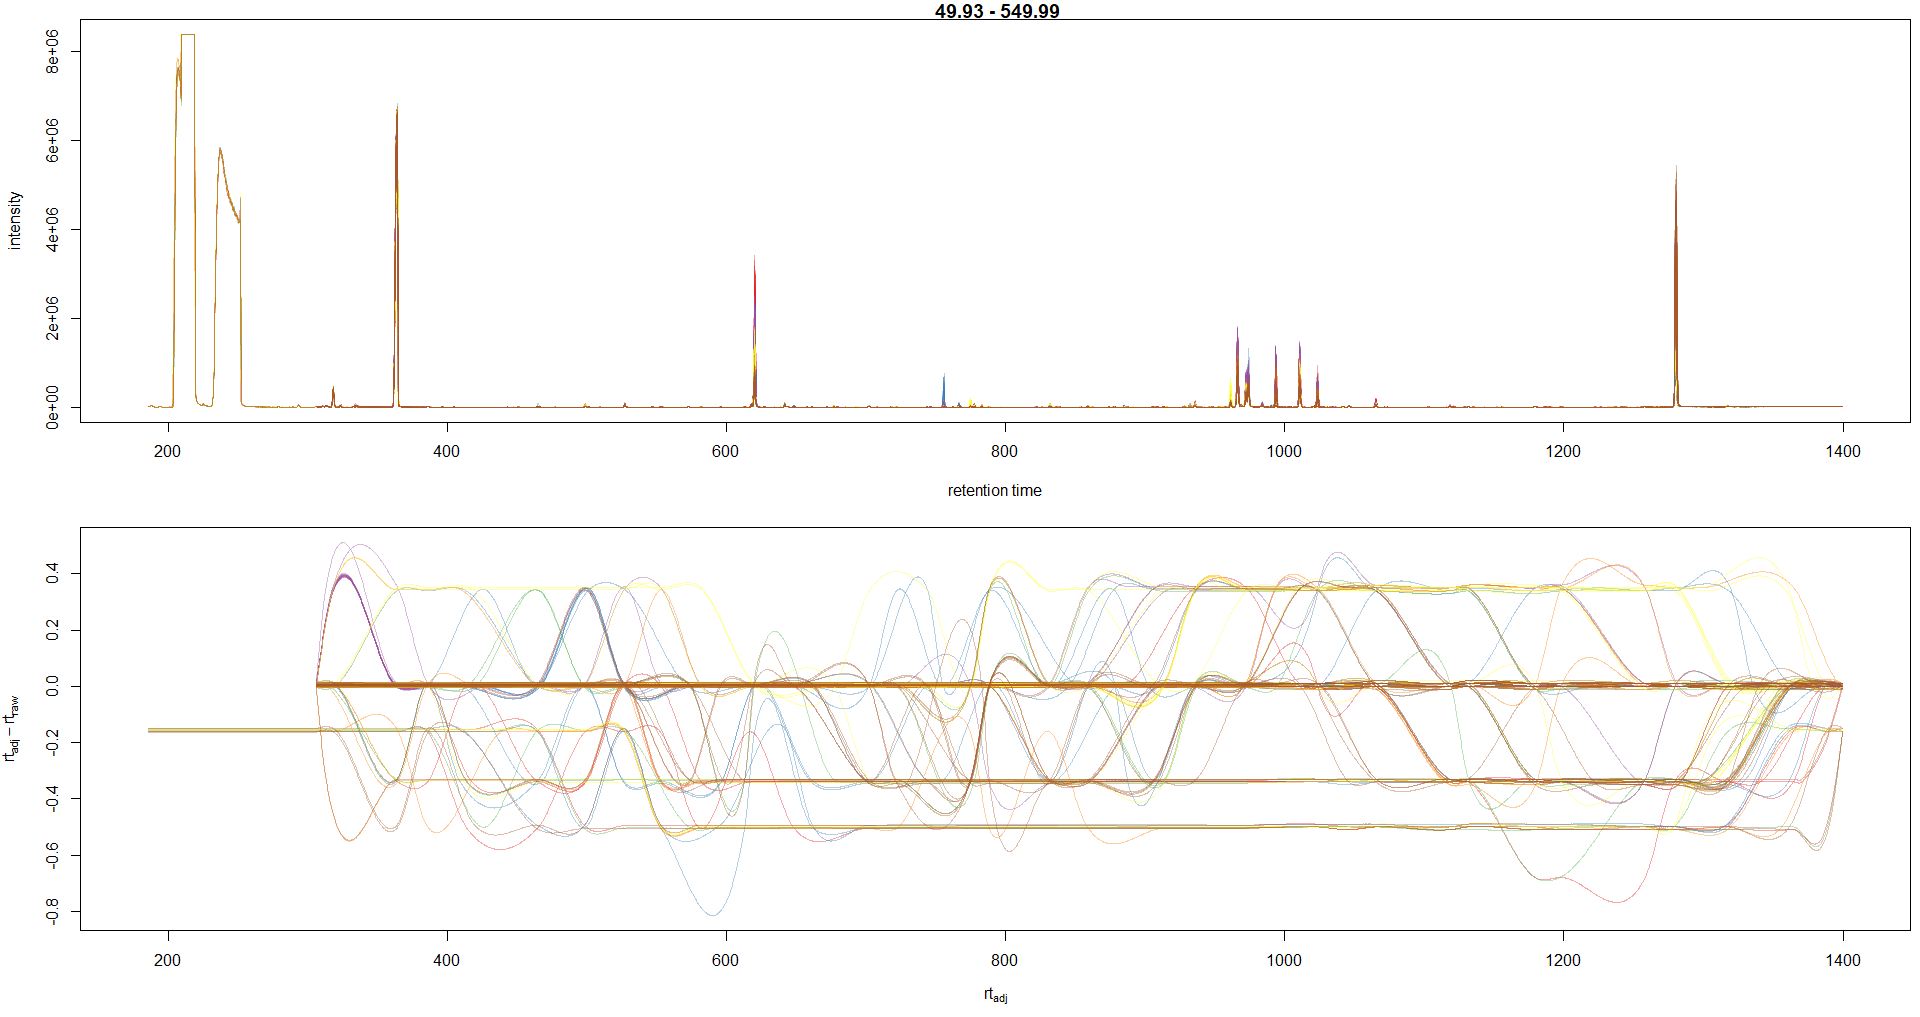 49.93 - 549.99
intensity
8e+06
6e+06
4e+06
2e+06
0e+00
200 400 600 800 1000 1200 1400
retention time
rtadj − rtraw
0.4
0.2
0.0
-0.2
-0.4
-0.6
-0.8
200 400 600 800 1000 1200 1400
rtadj